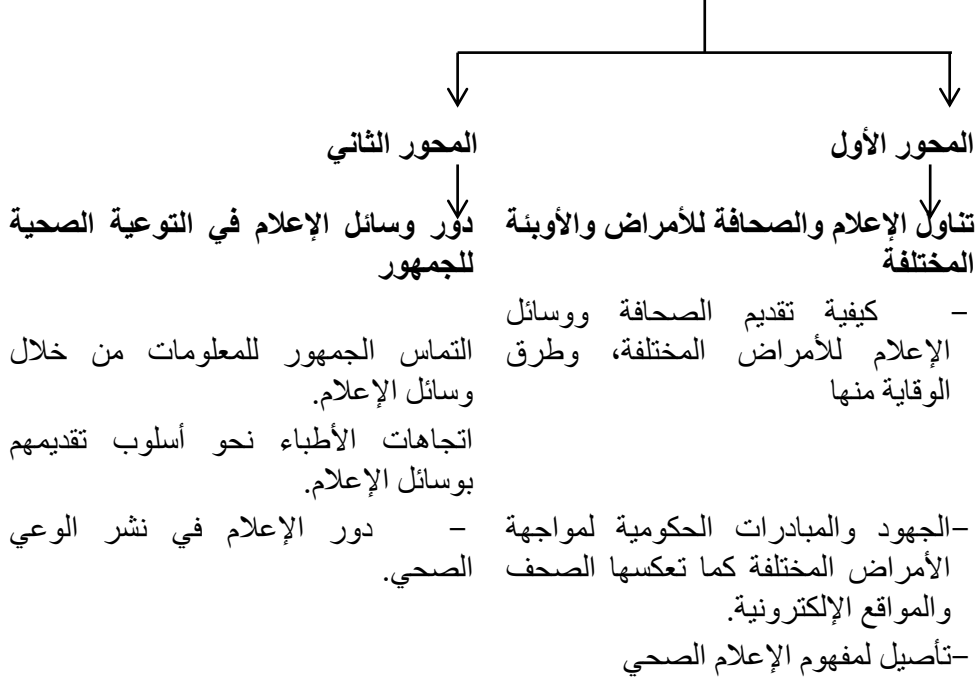 المحور الأول
تناول الإعلام والصحافة للأمراض والأوبئة
المختلفة
– كيفية تقديم الصحافة ووسائل
الإعلام للأمراض المختلفة، وطرق
الوقاية منها
–الجهود والمبادرات الحكومية لمواجهة
الأمراض المختلفة كما تعكسها الصحف
والمواقع الإلكترونية.
–تأصيل لمفهوم الإعلام الصحي
المحور الثاني
دور وسائل الإعلام في التوعية الصحية
للجمهور
التماس الجمهور للمعلومات من خلال
وسائل الإعلام.
اتجاهات الأطباء نحو أسلوب تقديمهم
بوسائل الإعلام.
– دور الإعلام في نشر الوعي
الصحي.